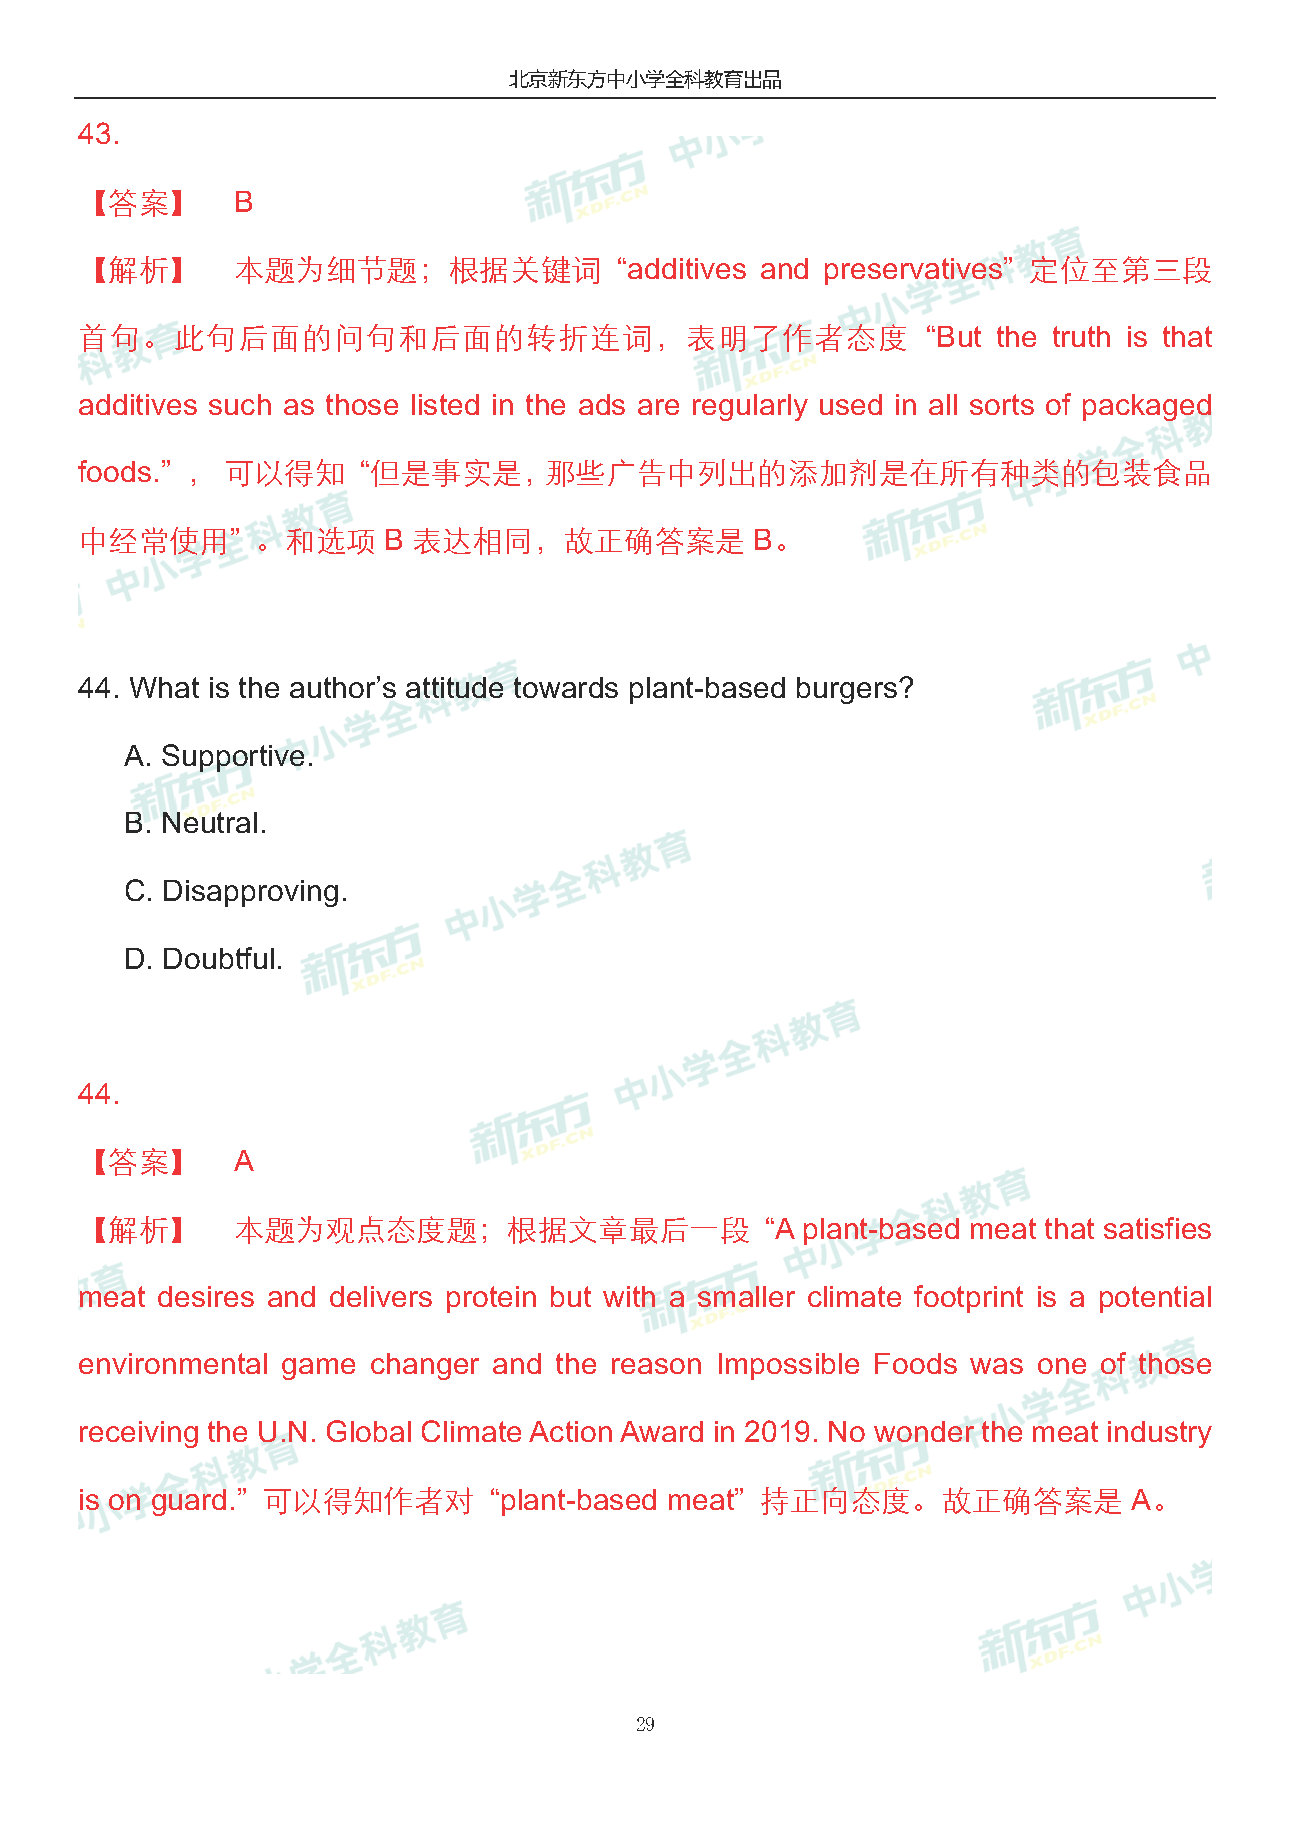 北京新东方中小学全科教育出品
43.
【答案】 B
【解析】 本题为细节题；根据关键词 “additives and preservatives” 定位至第三段
首句。此句后面的问句和后面的转折连词，表明了作者态度 “But the truth is that
additives such as those listed in the ads are regularly used in all sorts of packaged
foods.” ， 可以得知 “但是事实是，那些广告中列出的添加剂是在所有种类的包装食品
中经常使用” 。和选项 B 表达相同，故正确答案是 B。
44. What is the author’s attitude towards plant-based burgers?
A. Supportive.
B. Neutral.
C. Disapproving.
D. Doubtful.
44.
【答案】 A
【解析】 本题为观点态度题；根据文章最后一段 “A plant-based meat that satisfies
meat desires and delivers protein but with a smaller climate footprint is a potential
environmental game changer and the reason Impossible Foods was one of those
receiving the U.N. Global Climate Action Award in 2019. No wonder the meat industry
is on guard.” 可以得知作者对 “plant-based meat” 持正向态度。故正确答案是 A。
29